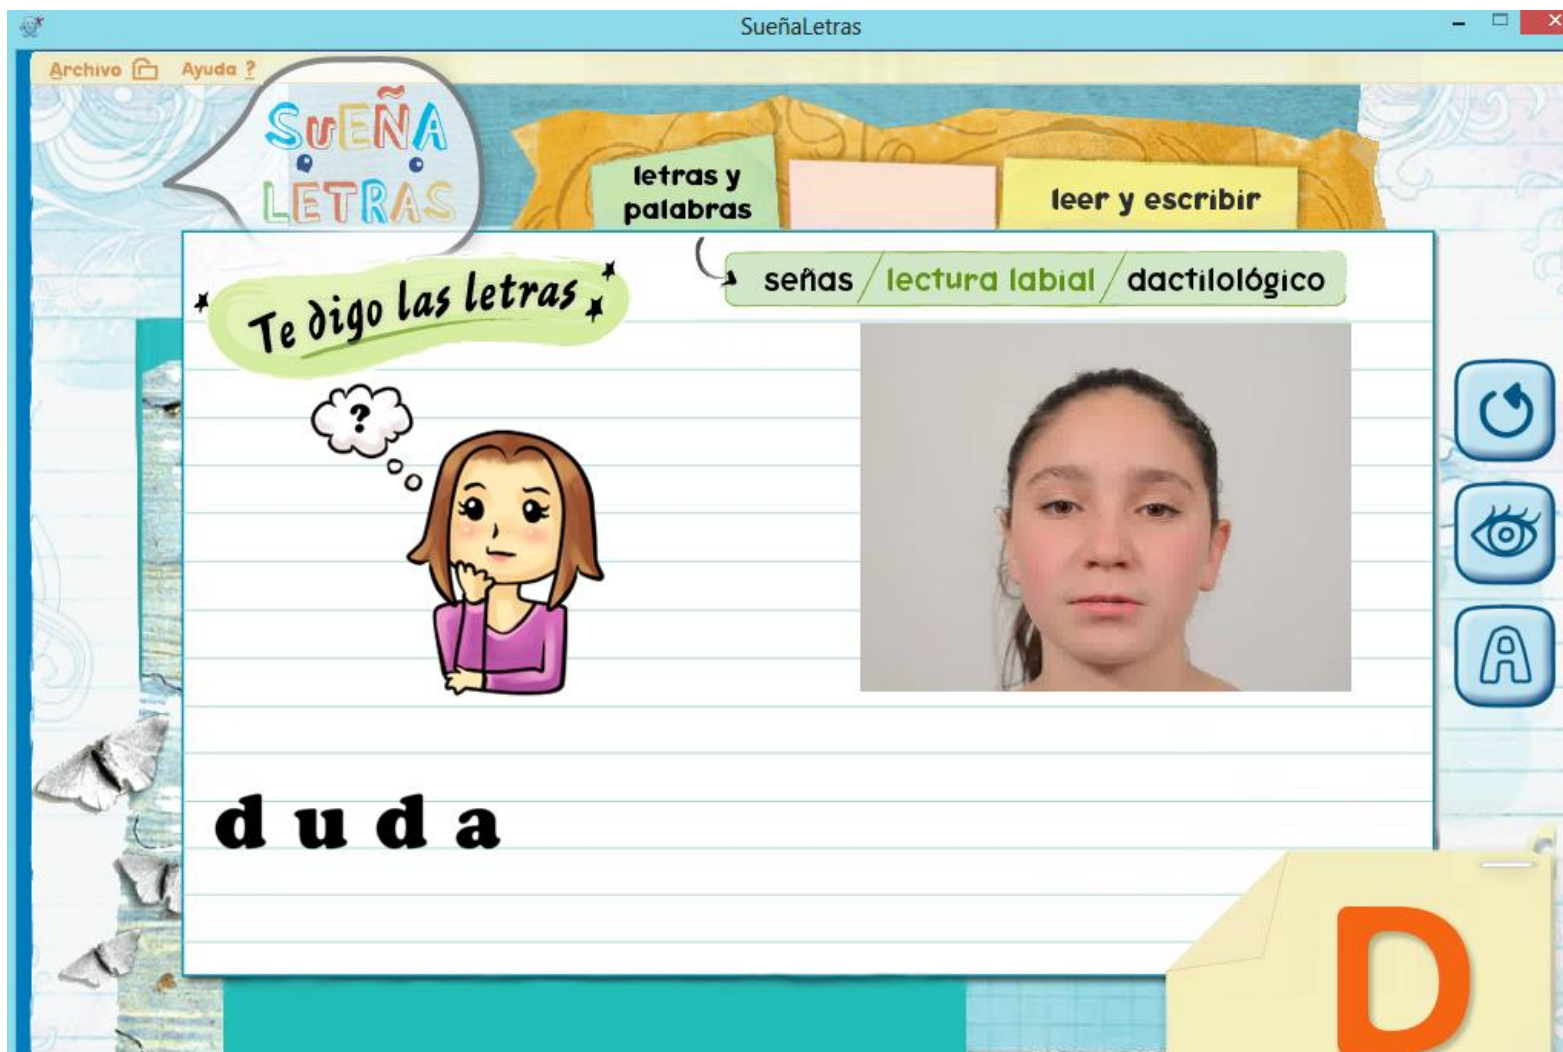 SueñaLetras
Archivo Ayuda ?
SUEÑA
LETRAS
letras y
palabras
leer y escribir
Te digo las letras
señas / lectura labial / dactilológico
?
A
d u d a
D